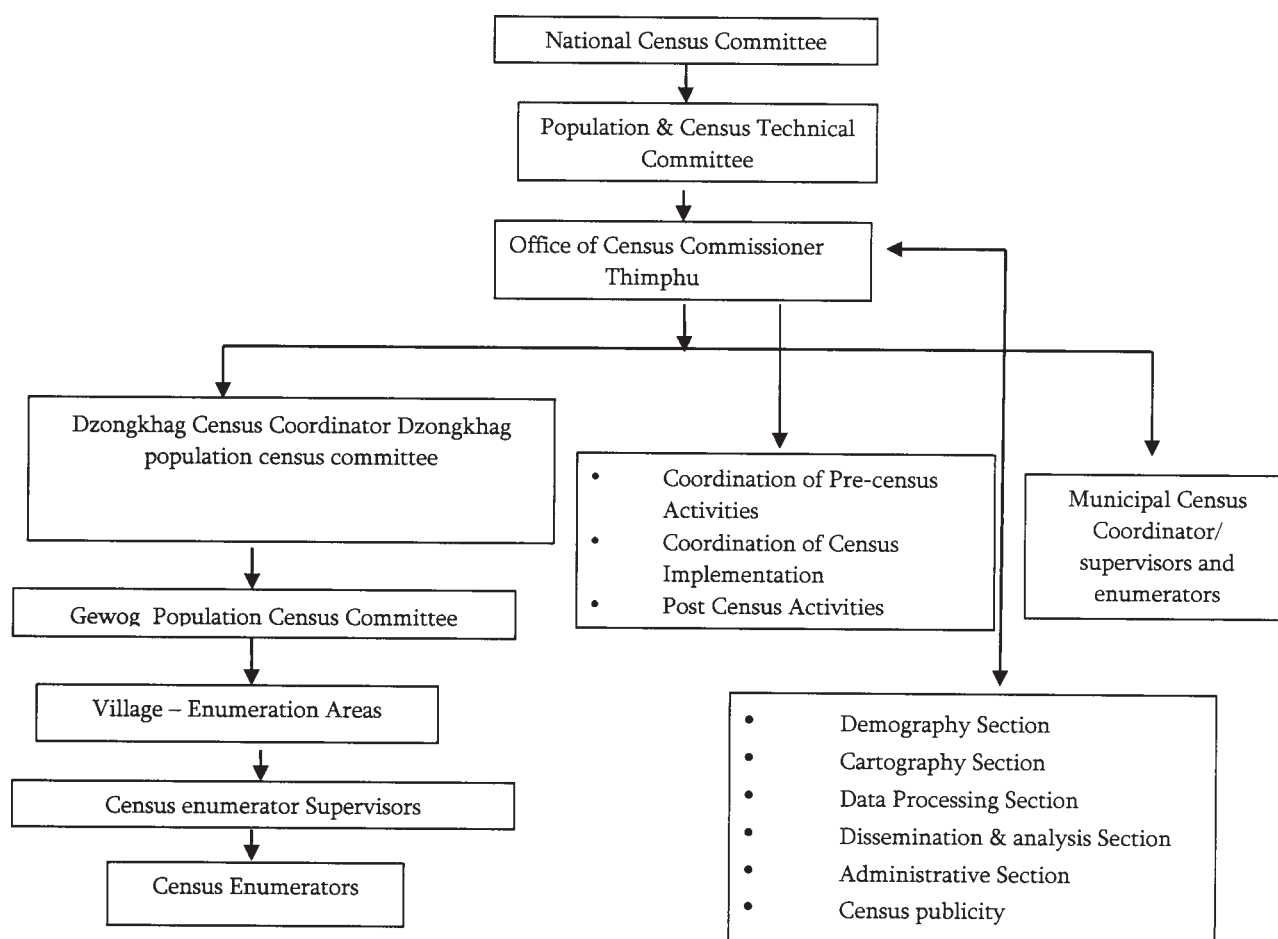 National Census Committee
Population & Census Technical
Committee
Office of Census Commissioner
Thimphu
Dzongkhag Census Coordinator Dzongkhag
population census committee
• Coordination of Pre-census
Activities
• Coordination of Census
Implementation
• Post Census Activities
Municipal Census
Coordinator/
supervisors and
enumerators
Gewog Population Census Committee
Village – Enumeration Areas
Census enumerator Supervisors
Census Enumerators
• Demography Section
• Cartography Section
• Data Processing Section
• Dissemination & analysis Section
• Administrative Section
• Census publicity